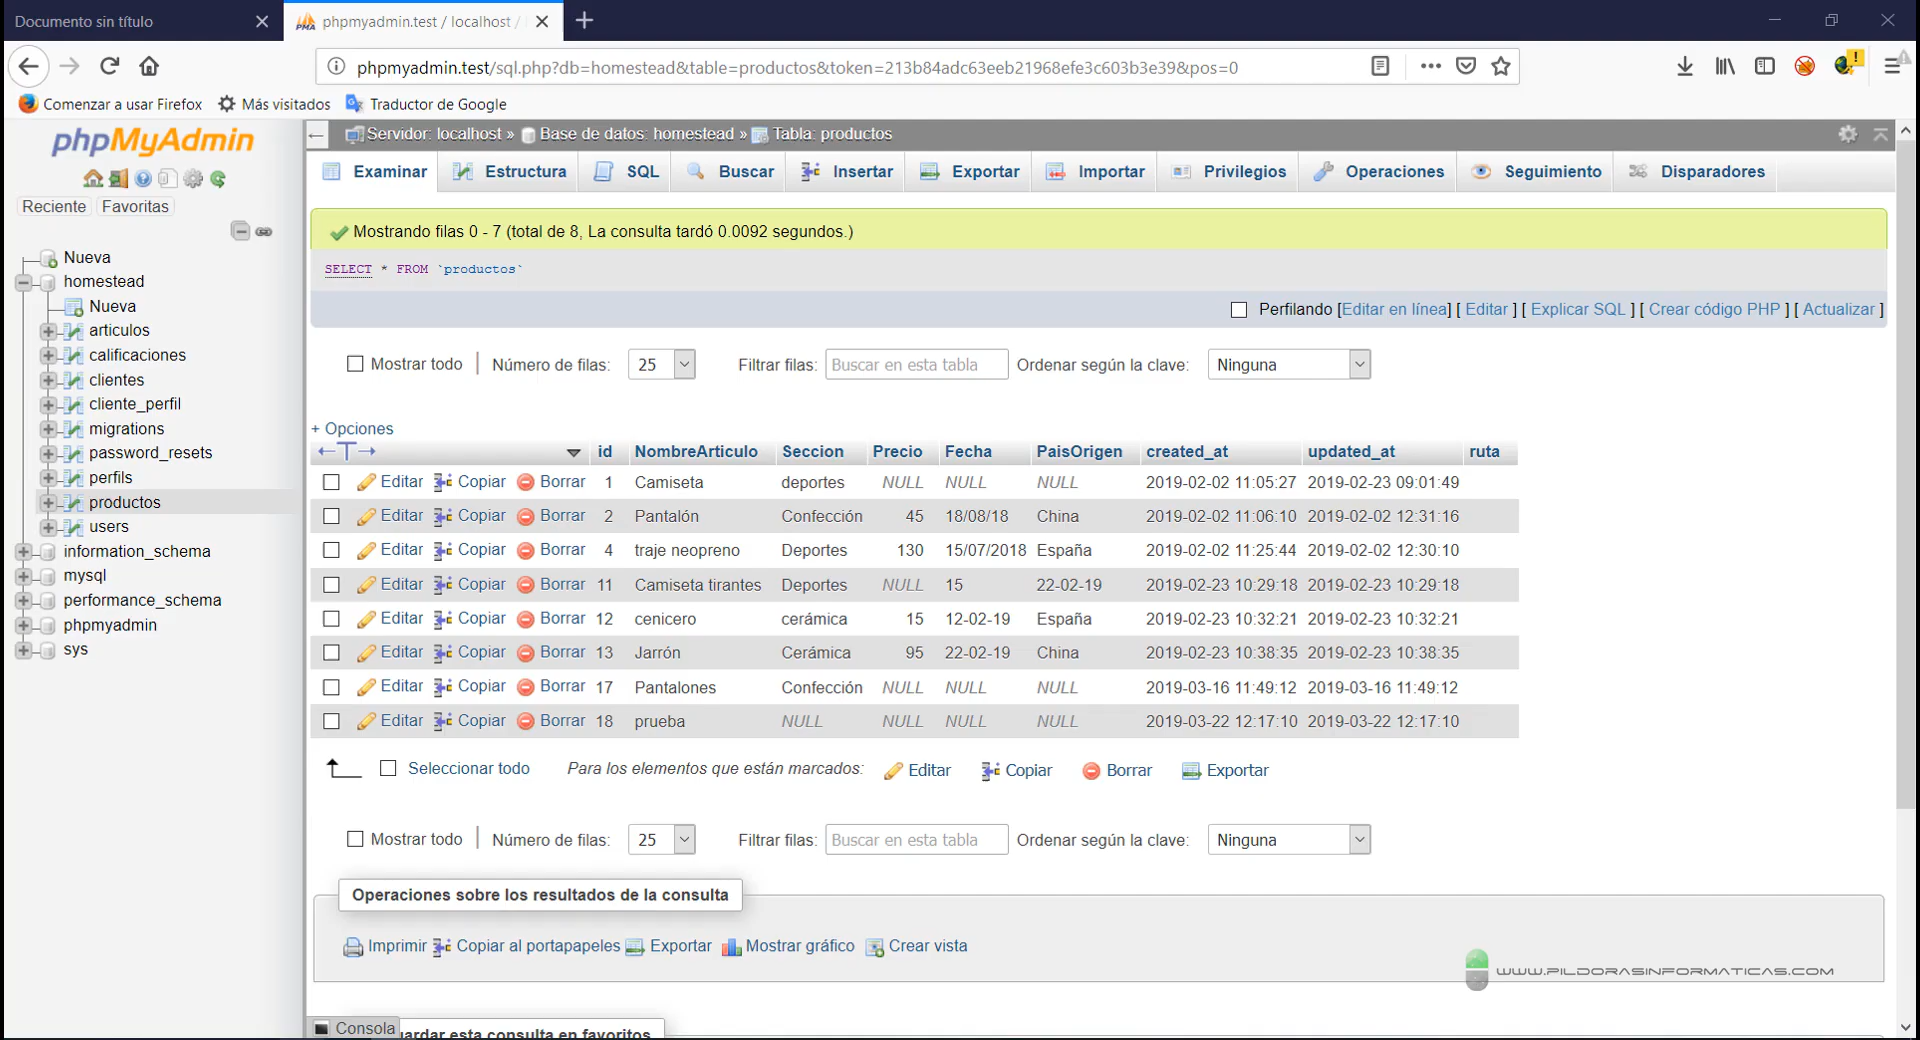 Documento sin título
phpmyadmin.test / localhost /
phpmyadmin.test/sql.php?db=homestead&table=productos&token=213b84adc63eeb21968efe3c603b3e39&pos=0
Comenzar a usar Firefox Más visitados Traductor de Google
phpMyAdmin
Reciente Favoritas
Nueva
homestead
Nueva
articulos
calificaciones
clientes
cliente_perfil
migrations
password_resets
perfils
productos
users
information_schema
mysql
performance_schema
phpmyadmin
sys
Servidor: localhost » Base de datos: homestead » Tabla: productos
Examinar Estructura SQL Buscar Insertar Exportar Importar Privilegios Operaciones Seguimiento Disparadores
Mostrando filas 0 - 7 (total de 8, La consulta tardó 0.0092 segundos.)
SELECT * FROM `productos`
Perfilando [Editar en línea] [ Editar ] [ Explicar SQL ] [ Crear código PHP ] [ Actualizar ]
Mostrar todo | Número de filas: 25 Filtrar filas: Buscar en esta tabla Ordenar según la clave: Ninguna
+ Opciones
←T→ id NombreArticulo Seccion Precio Fecha PaisOrigen created_at updated_at ruta
Editar Copiar Borrar 1 Camiseta deportes NULL NULL NULL 2019-02-02 11:05:27 2019-02-23 09:01:49
Editar Copiar Borrar 2 Pantalón Confección 45 18/08/18 China 2019-02-02 11:06:10 2019-02-02 12:31:16
Editar Copiar Borrar 4 traje neopreno Deportes 130 15/07/2018 España 2019-02-02 11:25:44 2019-02-02 12:30:10
Editar Copiar Borrar 11 Camiseta tirantes Deportes NULL 15 22-02-19 2019-02-23 10:29:18 2019-02-23 10:29:18
Editar Copiar Borrar 12 cenicero cerámica 15 12-02-19 España 2019-02-23 10:32:21 2019-02-23 10:32:21
Editar Copiar Borrar 13 Jarrón Cerámica 95 22-02-19 China 2019-02-23 10:38:35 2019-02-23 10:38:35
Editar Copiar Borrar 17 Pantalones Confección NULL NULL NULL 2019-03-16 11:49:12 2019-03-16 11:49:12
Editar Copiar Borrar 18 prueba NULL NULL NULL NULL 2019-03-22 12:17:10 2019-03-22 12:17:10
Seleccionar todo Para los elementos que están marcados: Editar Copiar Borrar Exportar
Mostrar todo | Número de filas: 25 Filtrar filas: Buscar en esta tabla Ordenar según la clave: Ninguna
Operaciones sobre los resultados de la consulta
Imprimir Copiar al portapapeles Exportar Mostrar gráfico Crear vista
WWW.PILDORASINFORMATICAS.COM
Consola
uardar esta consulta en favoritos